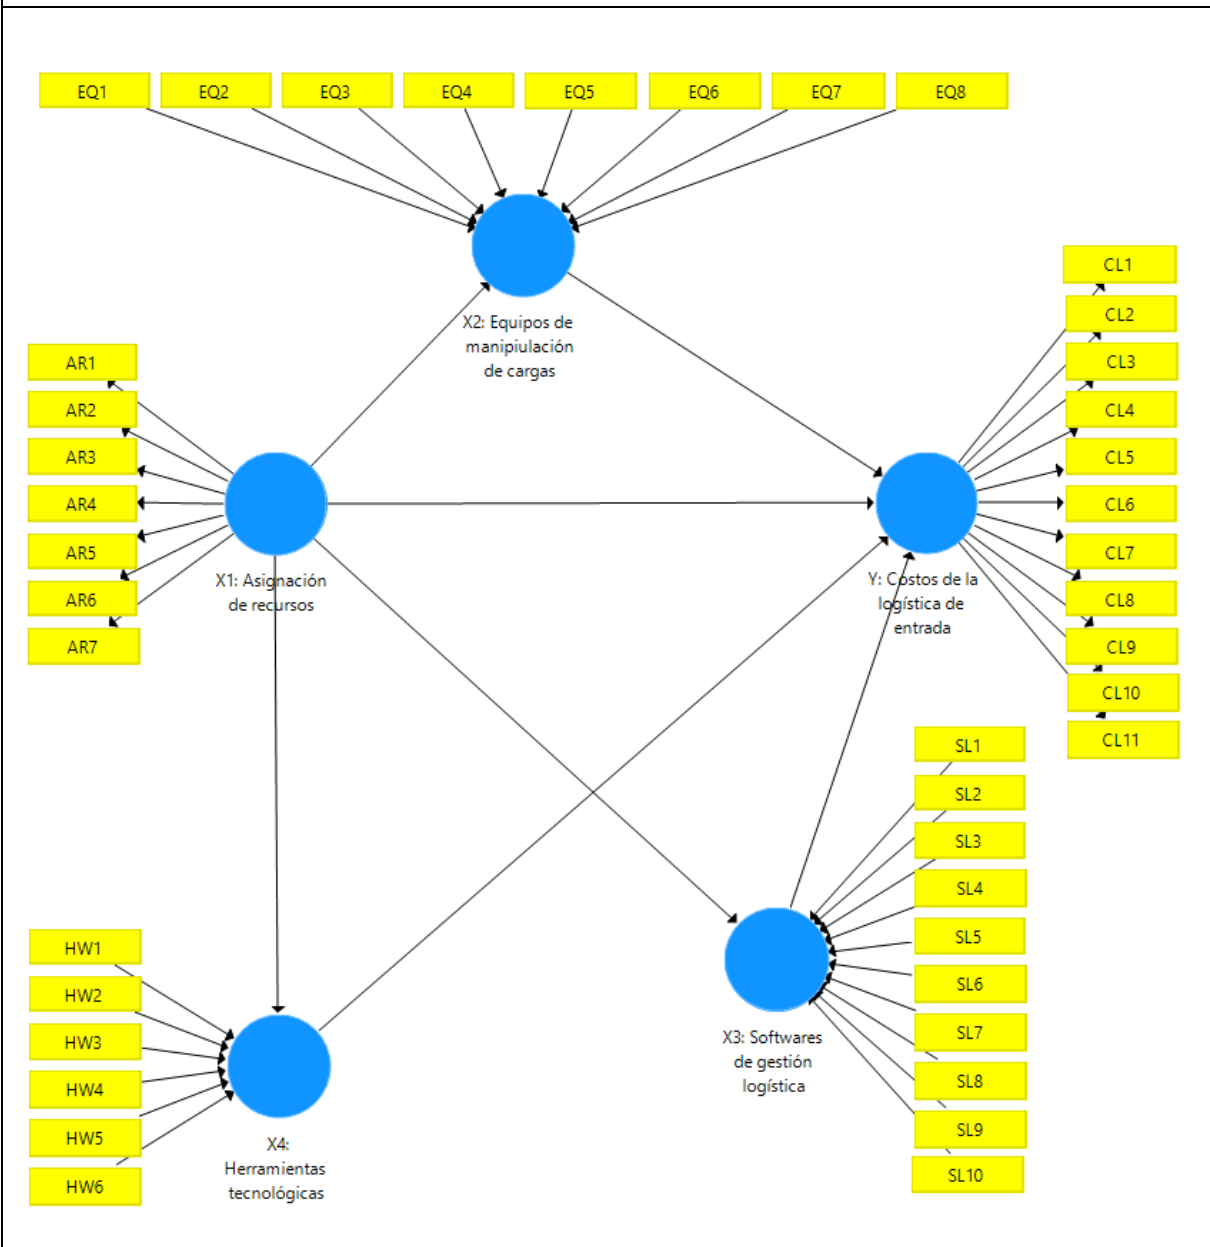 EQ1
EQ2
EQ3
EQ4
EQ5
EQ6
EQ7
EQ8
X2: Equipos de
manipiulación
de cargas
CL1
CL2
CL3
CL4
CL5
CL6
CL7
CL8
CL9
CL10
CL11
AR1
AR2
AR3
AR4
AR5
AR6
AR7
X1: Asignación
de recursos
Y: Costos de la
logística de
entrada
SL1
SL2
SL3
SL4
SL5
SL6
SL7
SL8
SL9
SL10
X3: Softwares
de gestión
logística
HW1
HW2
HW3
HW4
HW5
HW6
X4:
Herramientas
tecnológicas